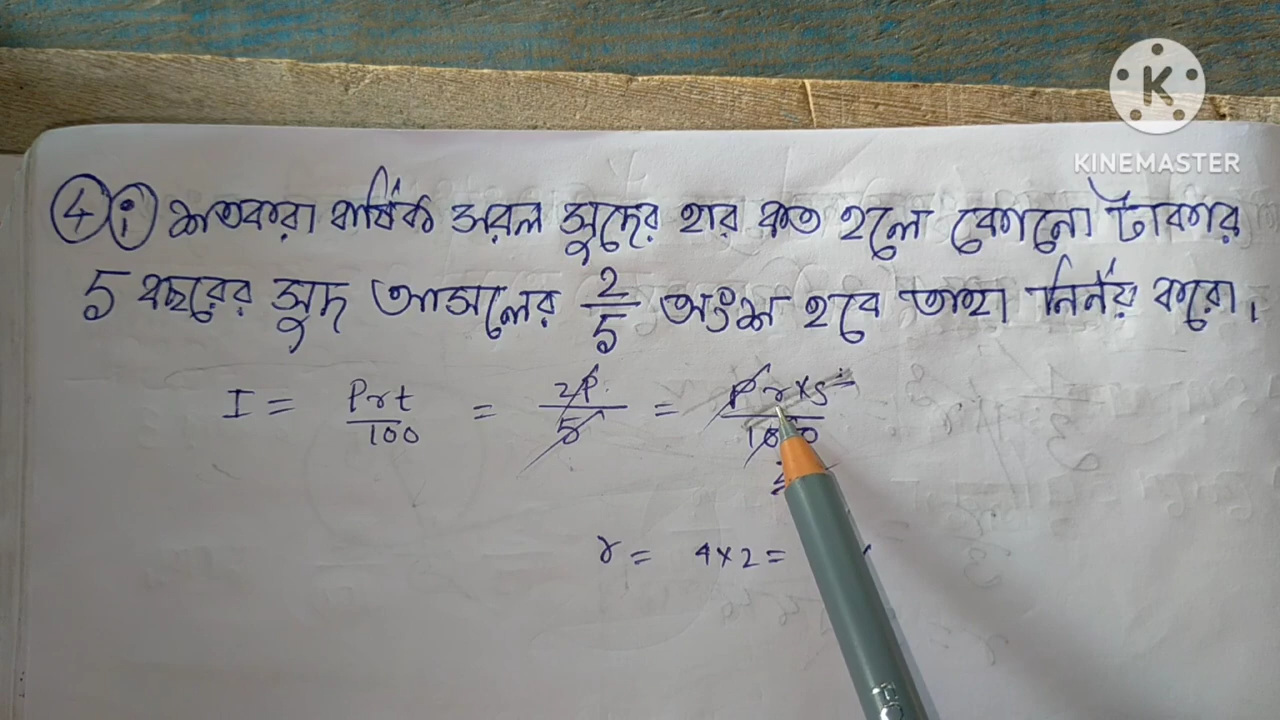 K
KINEMASTER
4 i শতকরা বার্ষিক সরল সুদের হার কত হলে কোনো টাকার
5 বছরের সুদ আসলের 2/5 অংশ হবে তাহা নির্নয় করো।
I = Prt/100 = 2P/5 = Pr×5/100
r = 4×2 =